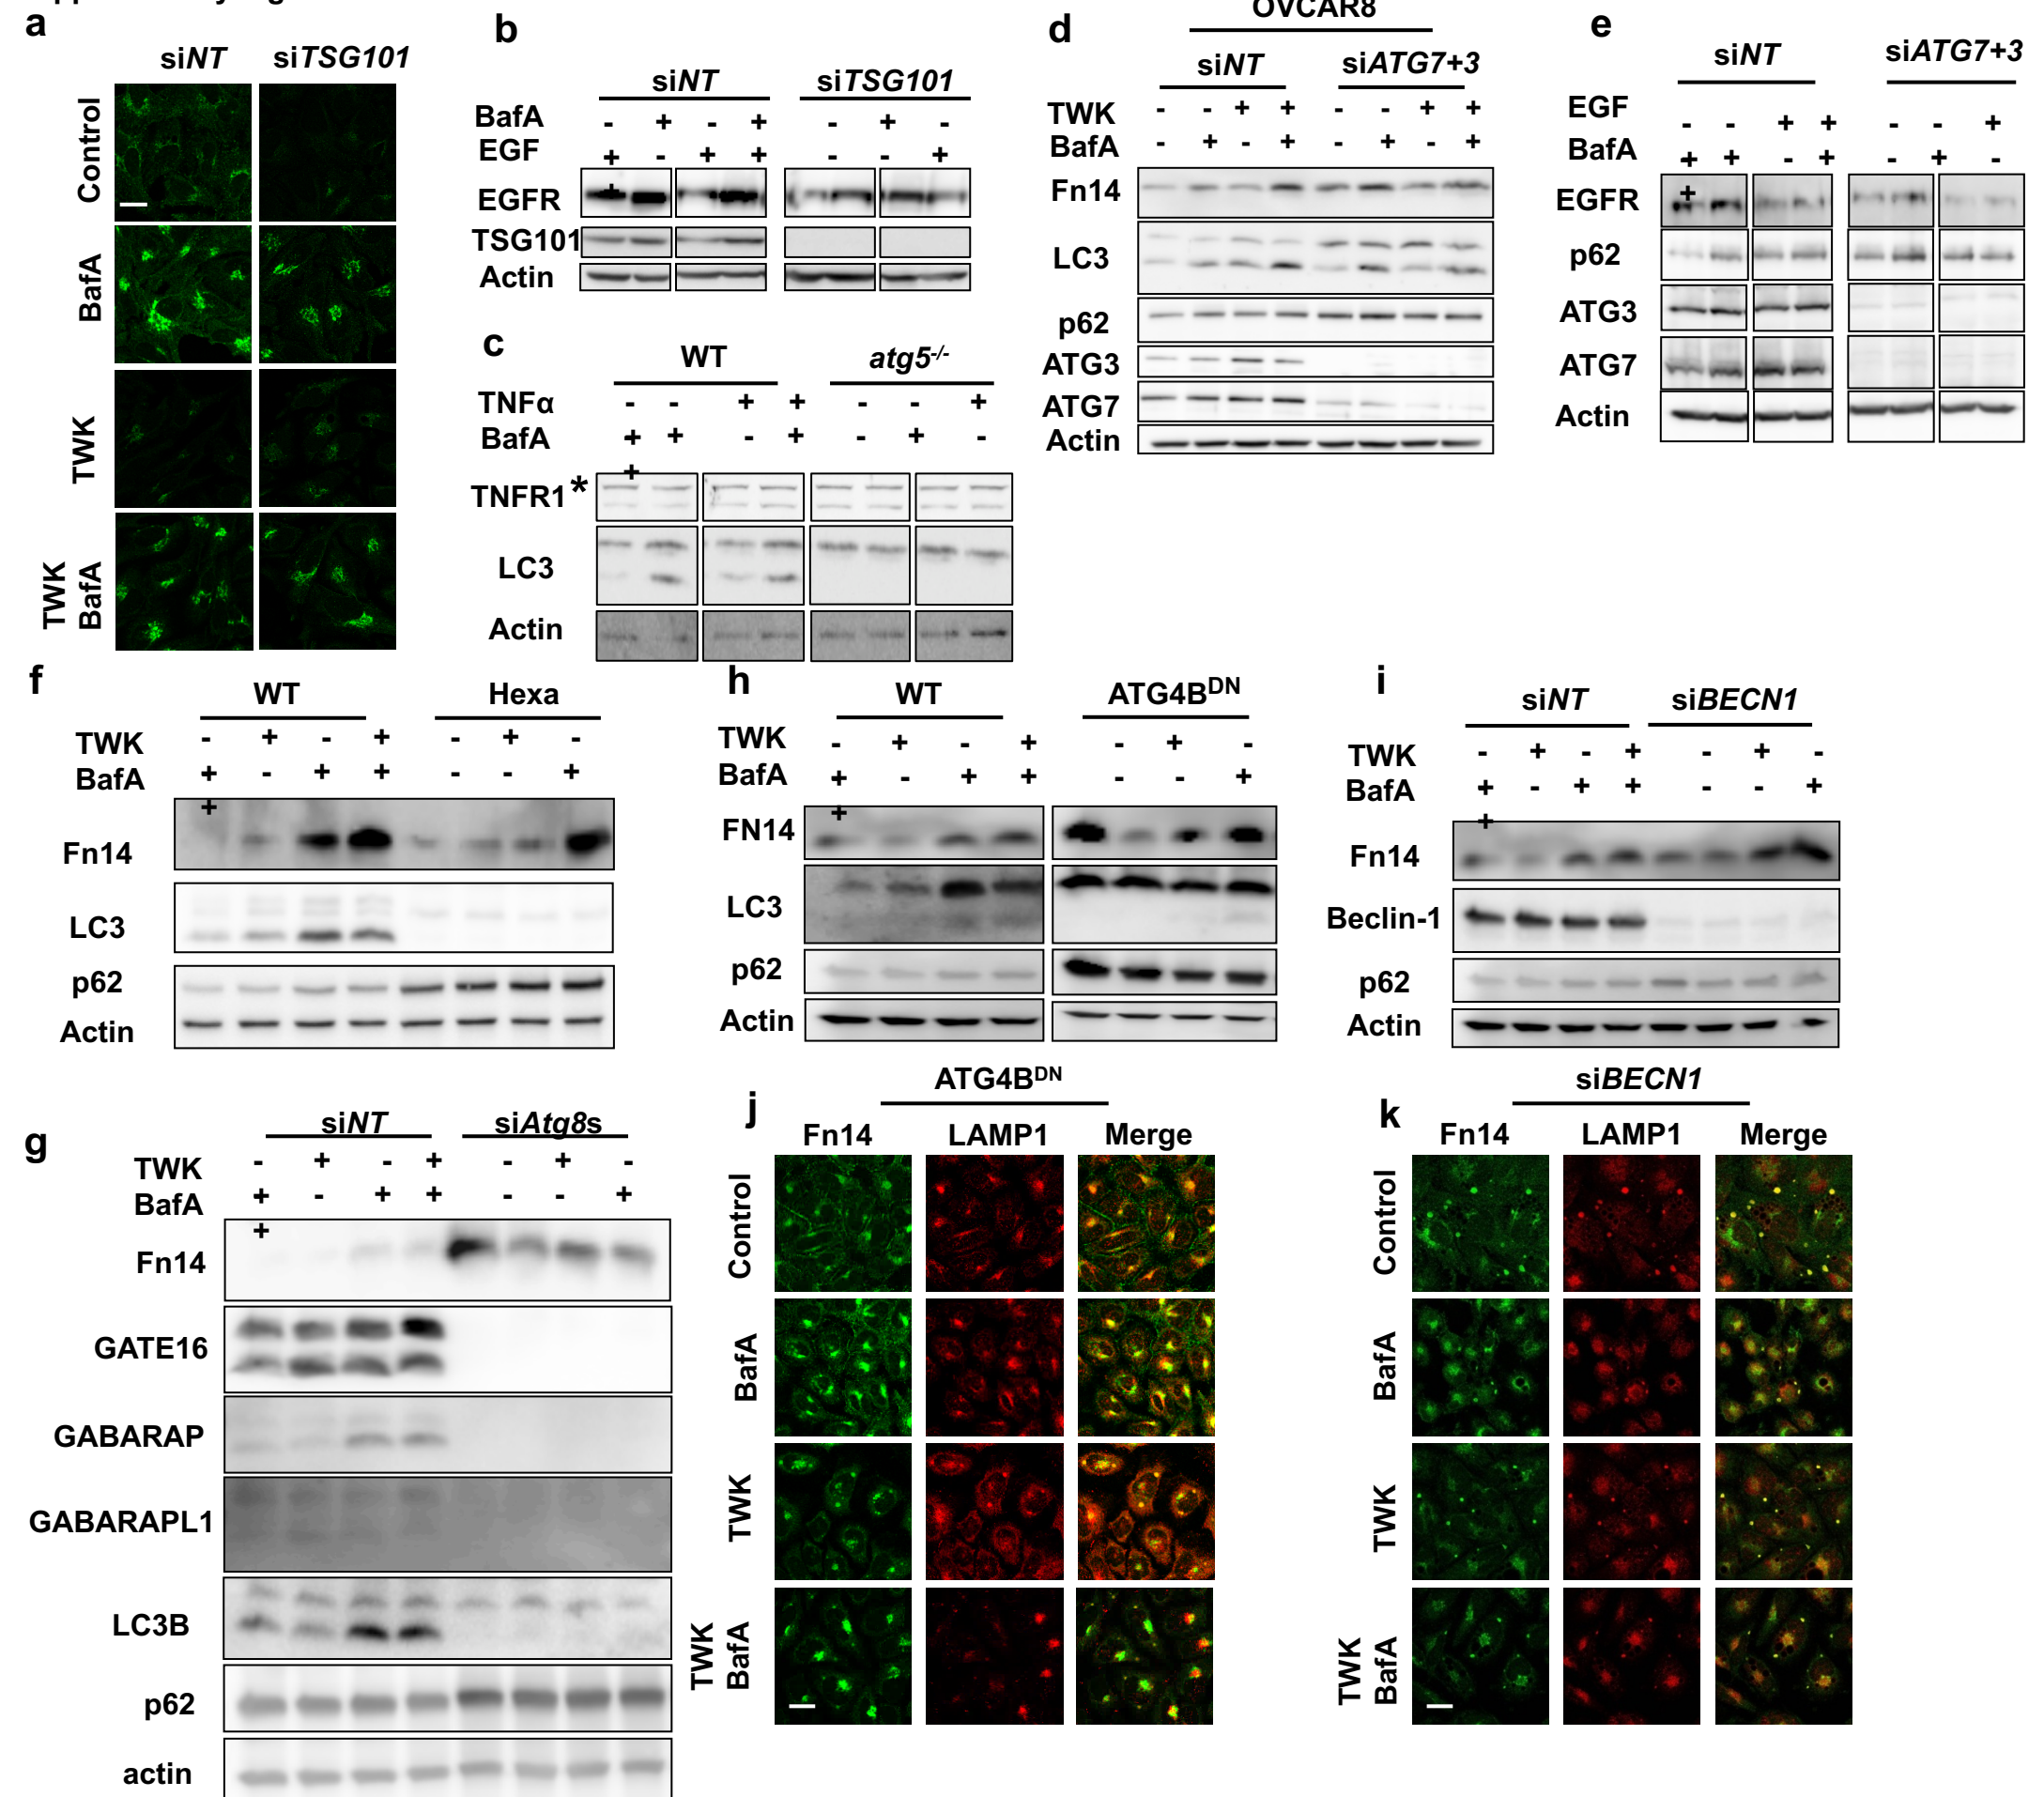 a
siNT siTSG101
Control
BafA
TWK
TWK
BafA
b
siNT siTSG101
BafA - + - + - + -
EGF + - + + - - +
+
EGFR
TSG101
Actin
c
WT atg5-/-
TNFα - - + + - - +
BafA + + - + - + -
+
TNFR1*
LC3
Actin
d
OVCAR8
siNT siATG7+3
TWK - - + + - - + +
BafA - + - + - + - +
Fn14
LC3
p62
ATG3
ATG7
Actin
e
siNT siATG7+3
EGF - - + + - - +
BafA + + - + - + -
+
EGFR
p62
ATG3
ATG7
Actin
f
WT Hexa
TWK - + - + - + -
BafA + - + + - - +
+
Fn14
LC3
p62
Actin
h
WT ATG4BDN
TWK - + - + - + -
BafA + - + + - - +
+
FN14
LC3
p62
Actin
i
siNT siBECN1
TWK - + - + - + -
BafA + - + + - - +
+
Fn14
Beclin-1
p62
Actin
g
siNT siAtg8s
TWK - + - + - + -
BafA + - + + - - +
+
Fn14
GATE16
GABARAP
GABARAPL1
LC3B
p62
actin
j
ATG4BDN
Fn14 LAMP1 Merge
Control
BafA
TWK
TWK
BafA
k
siBECN1
Fn14 LAMP1 Merge
Control
BafA
TWK
TWK
BafA